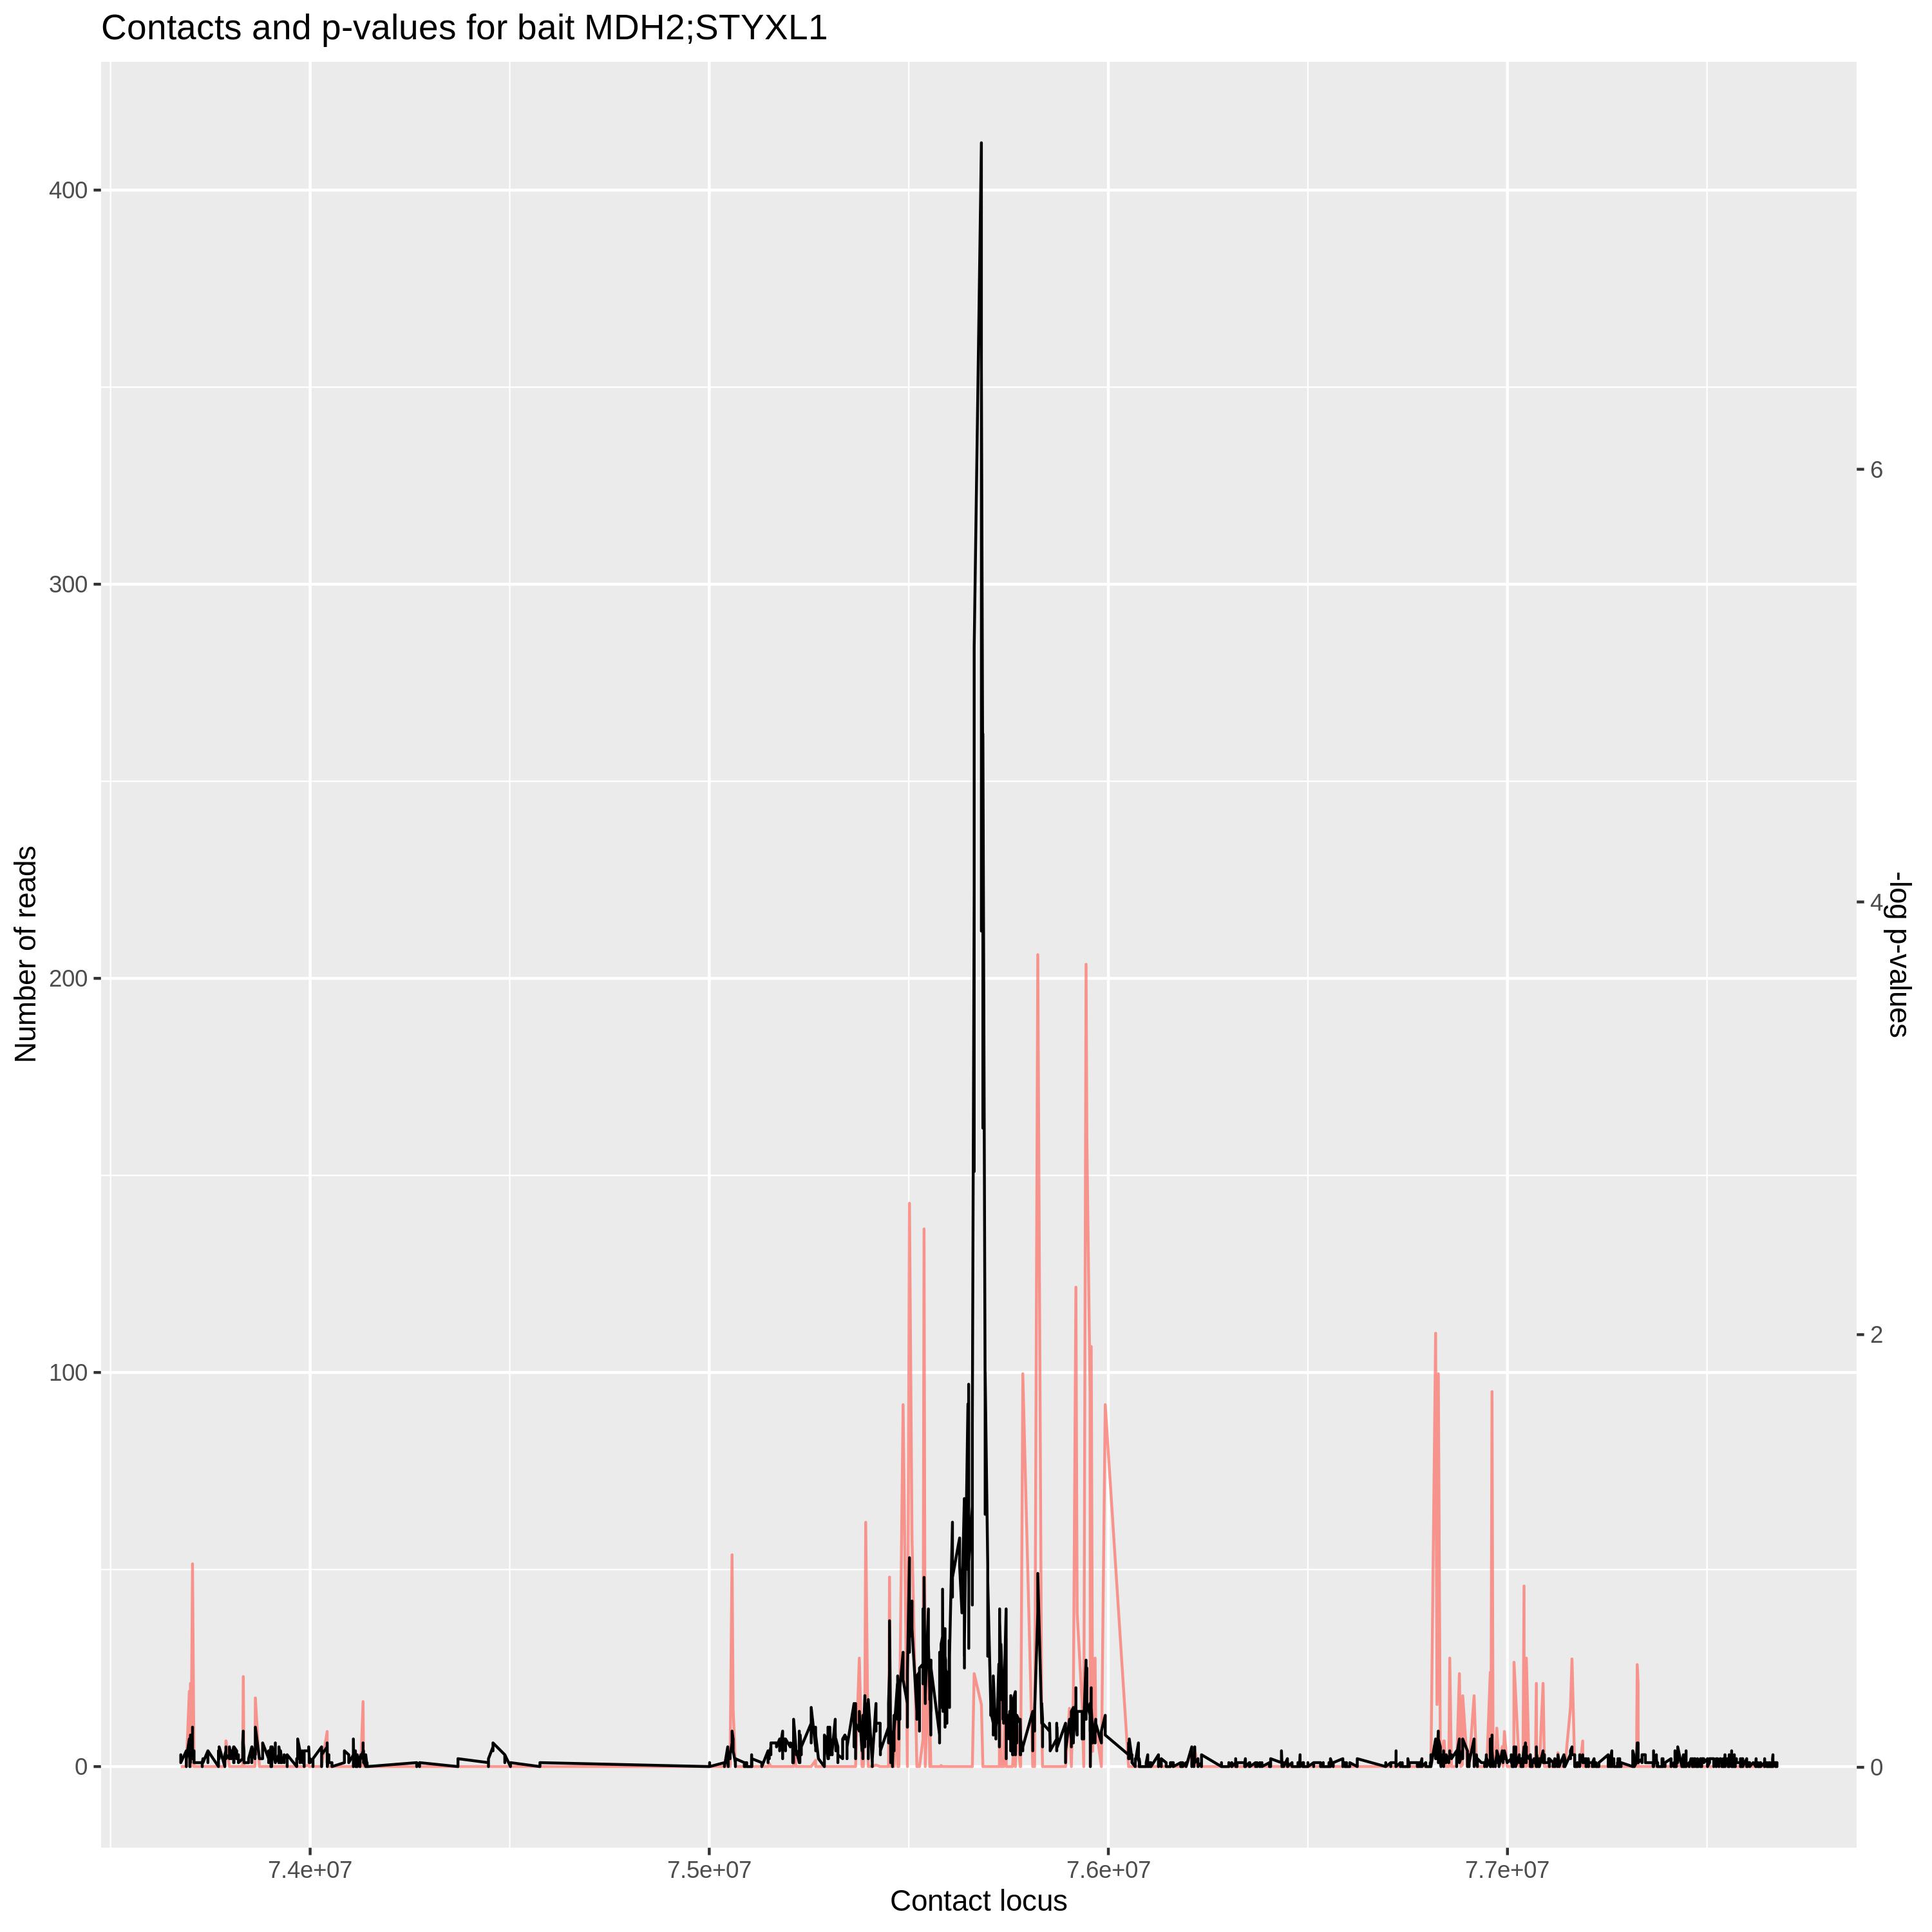 Contacts and p-values for bait MDH2;STYXL1
400
300
200
100
0
Number of reads
6
4
2
0
-log p-values
7.4e+07
7.5e+07
7.6e+07
7.7e+07
Contact locus